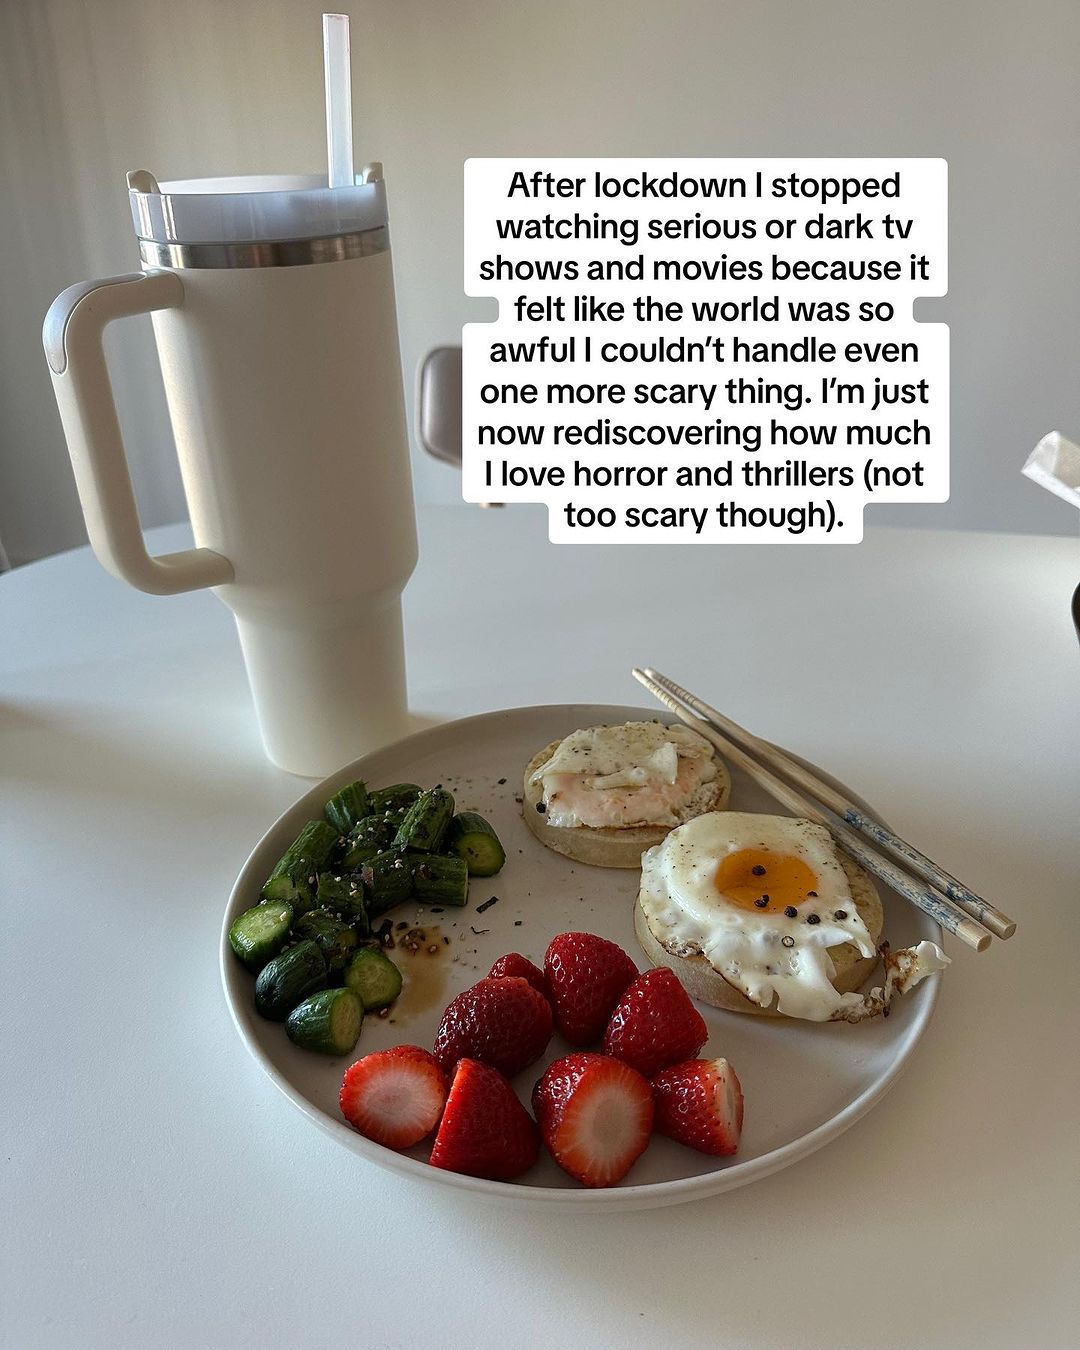 After lockdown I stopped
watching serious or dark tv
shows and movies because it
felt like the world was so
awful I couldn’t handle even
one more scary thing. I’m just
now rediscovering how much
I love horror and thrillers (not
too scary though).